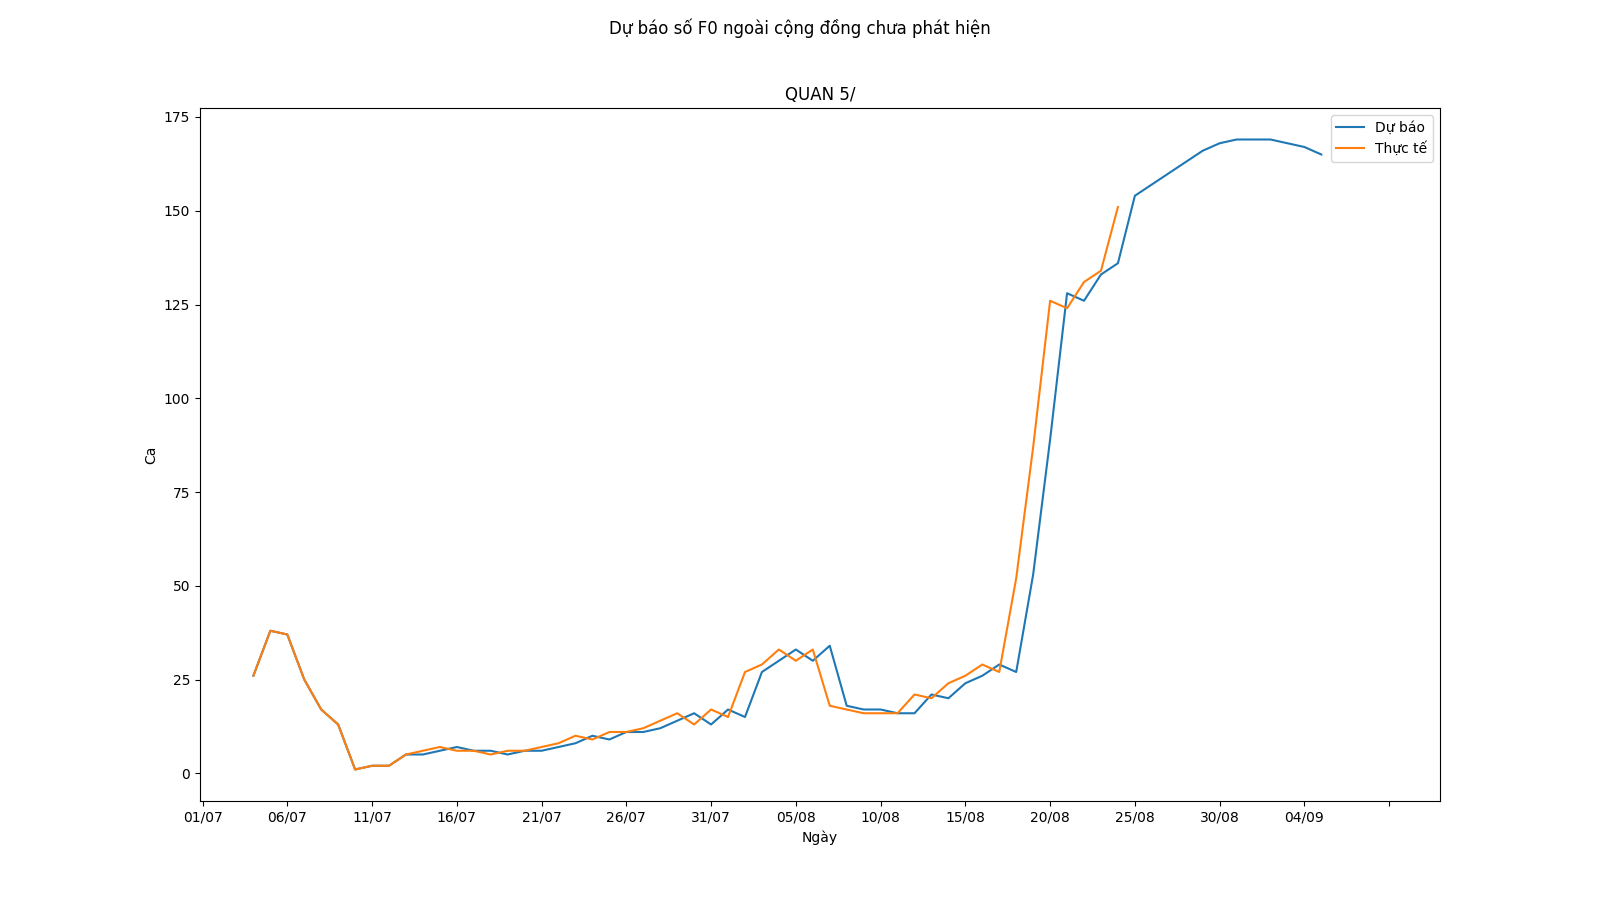 Dự báo số F0 ngoài cộng đồng chưa phát hiện
QUAN 5/
Dự báo
Thực tế
175
150
125
100
75
50
25
0
Ca
01/07 06/07 11/07 16/07 21/07 26/07 31/07 05/08 10/08 15/08 20/08 25/08 30/08 04/09
Ngày